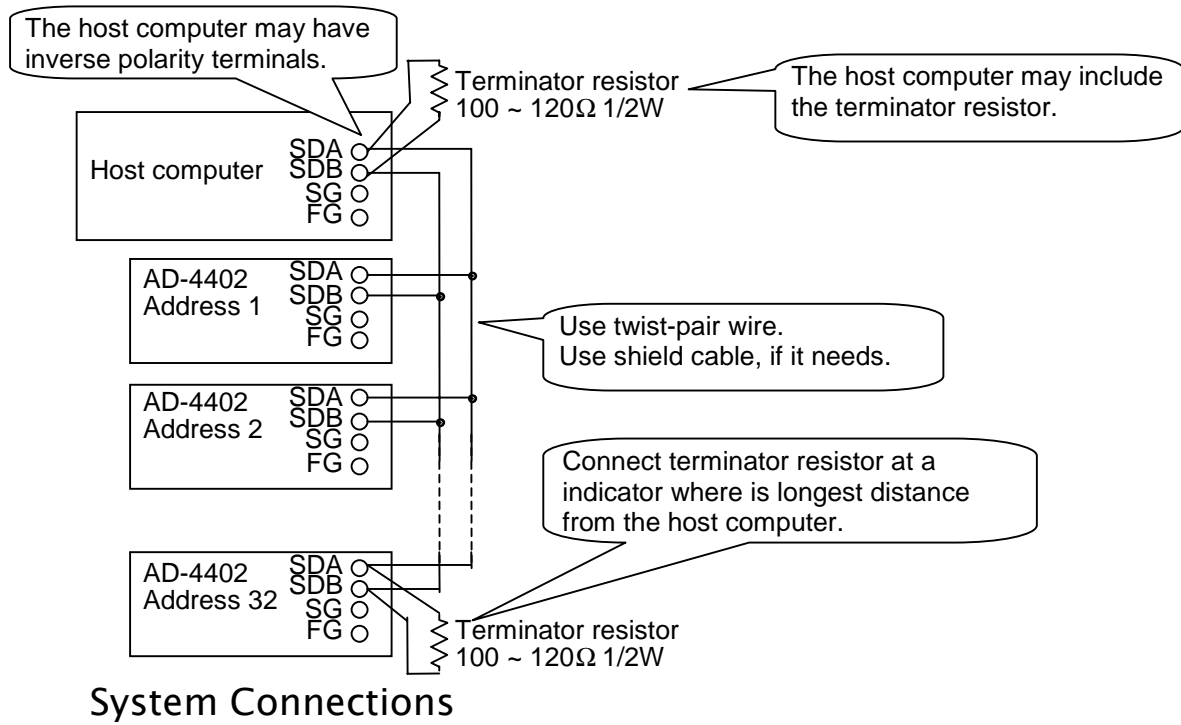 The host computer may have
inverse polarity terminals.
Terminator resistor
100 ~ 120Ω 1/2W
The host computer may include
the terminator resistor.
Host computer
SDA
SDB
SG
FG
AD-4402
Address 1
SDA
SDB
SG
FG
Use twist-pair wire.
Use shield cable, if it needs.
AD-4402
Address 2
SDA
SDB
SG
FG
Connect terminator resistor at a
indicator where is longest distance
from the host computer.
AD-4402
Address 32
SDA
SDB
SG
FG
Terminator resistor
100 ~ 120Ω 1/2W
System Connections